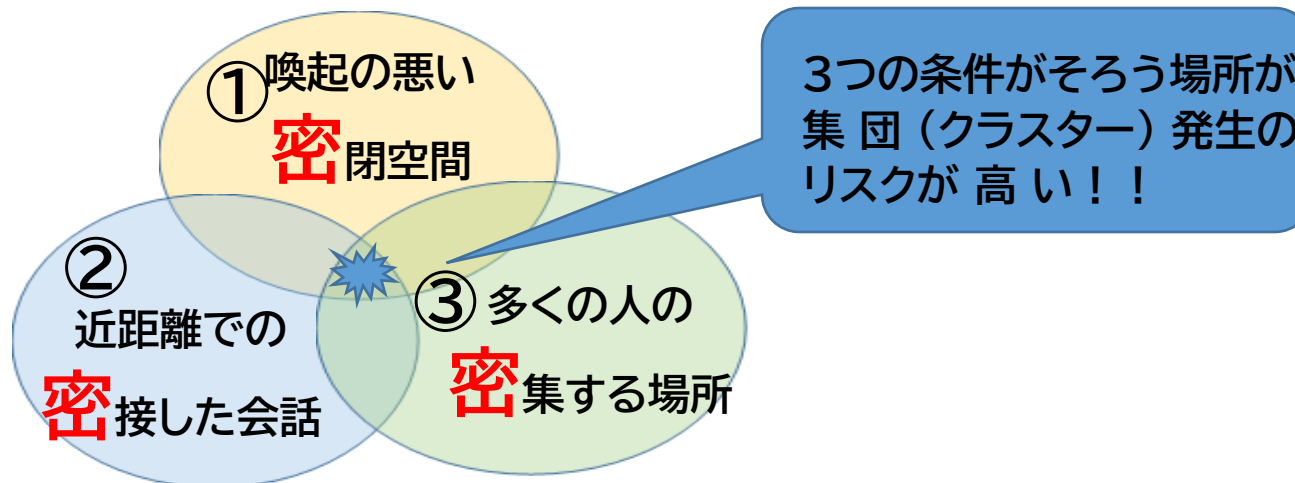 ①喚起の悪い
密閉空間
②
近距離での
密接した会話
③多くの人の
密集する場所
3つの条件がそろう場所が
集 団（クラスター）発生の
リスクが 高 い！！